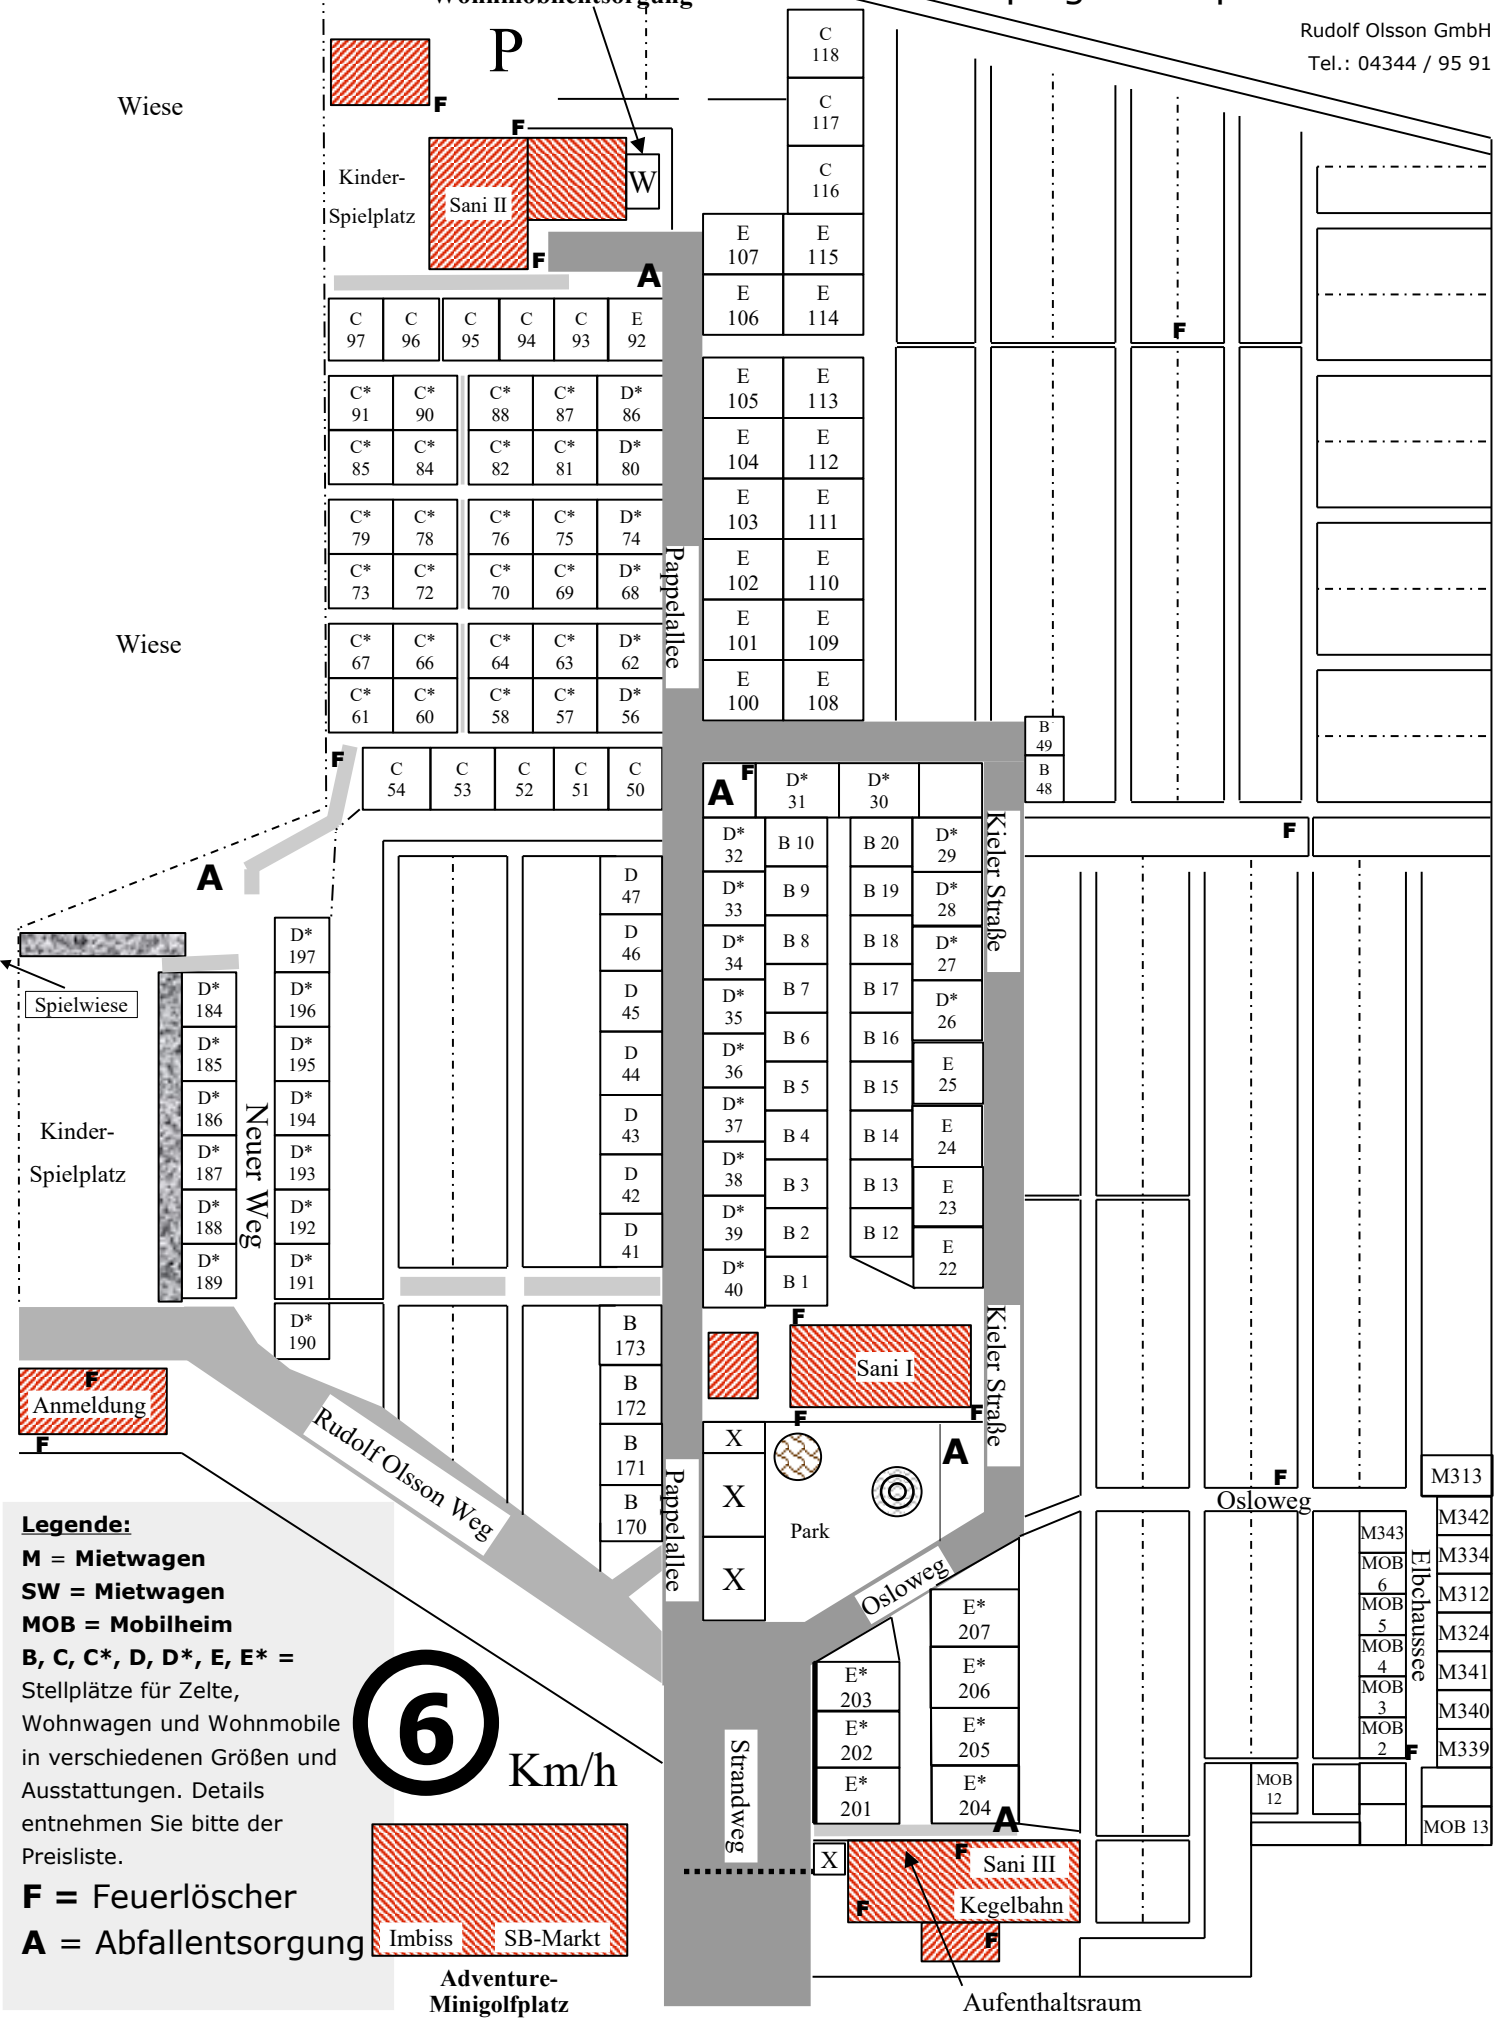 Rudolf Olsson GmbH
Tel.: 04344 / 95 91
P
Wiese
F
F
Kinder-
Spielplatz
Sani II
W
F
A
C 118
C 117
C 116
E 107
E 115
E 106
E 114
C 97
C 96
C 95
C 94
C 93
E 92
F
C* 91
C* 90
C* 88
C* 87
D* 86
E 105
E 113
C* 85
C* 84
C* 82
C* 81
D* 80
E 104
E 112
C* 79
C* 78
C* 76
C* 75
D* 74
E 103
E 111
C* 73
C* 72
C* 70
C* 69
D* 68
E 102
E 110
Pappelallee
Wiese
C* 67
C* 66
C* 64
C* 63
D* 62
E 101
E 109
C* 61
C* 60
C* 58
C* 57
D* 56
E 100
E 108
B 49
B 48
F
C 54
C 53
C 52
C 51
C 50
A
F
D* 31
D* 30
Kieler Straße
F
A
D 47
D 46
D 45
D 44
D 43
D 42
D 41
D* 32
D* 33
D* 34
D* 35
D* 36
D* 37
D* 38
D* 39
D* 40
B 10
B 9
B 8
B 7
B 6
B 5
B 4
B 3
B 2
B 1
B 20
B 19
B 18
B 17
B 16
B 15
B 14
B 13
B 12
D* 29
D* 28
D* 27
D* 26
E 25
E 24
E 23
E 22
Spielwiese
Kinder-
Spielplatz
D* 184
D* 185
D* 186
D* 187
D* 188
D* 189
Neuer Weg
D* 197
D* 196
D* 195
D* 194
D* 193
D* 192
D* 191
D* 190
F
Anmeldung
F
Rudolf Olsson Weg
B 173
B 172
B 171
B 170
Pappelallee
F
Sani I
F
F
Kieler Straße
X
X
X
A
Park
Osloweg
F
Osloweg
M313
M342
M334
M312
M324
M341
M340
M339
M343
MOB 6
MOB 5
MOB 4
MOB 3
MOB 2
Elbchaussee
F
MOB 12
MOB 13
E* 207
E* 206
E* 205
E* 204
E* 203
E* 202
E* 201
A
Strandweg
X
F
Sani III
Kegelbahn
F
F
Aufenthaltsraum
Legende:
M = Mietwagen
SW = Mietwagen
MOB = Mobilheim
B, C, C*, D, D*, E, E* =
Stellplätze für Zelte,
Wohnwagen und Wohnmobile
in verschiedenen Größen und
Ausstattungen. Details
entnehmen Sie bitte der
Preisliste.
F = Feuerlöscher
A = Abfallentsorgung
6
Km/h
Imbiss
SB-Markt
Adventure-
Minigolfplatz